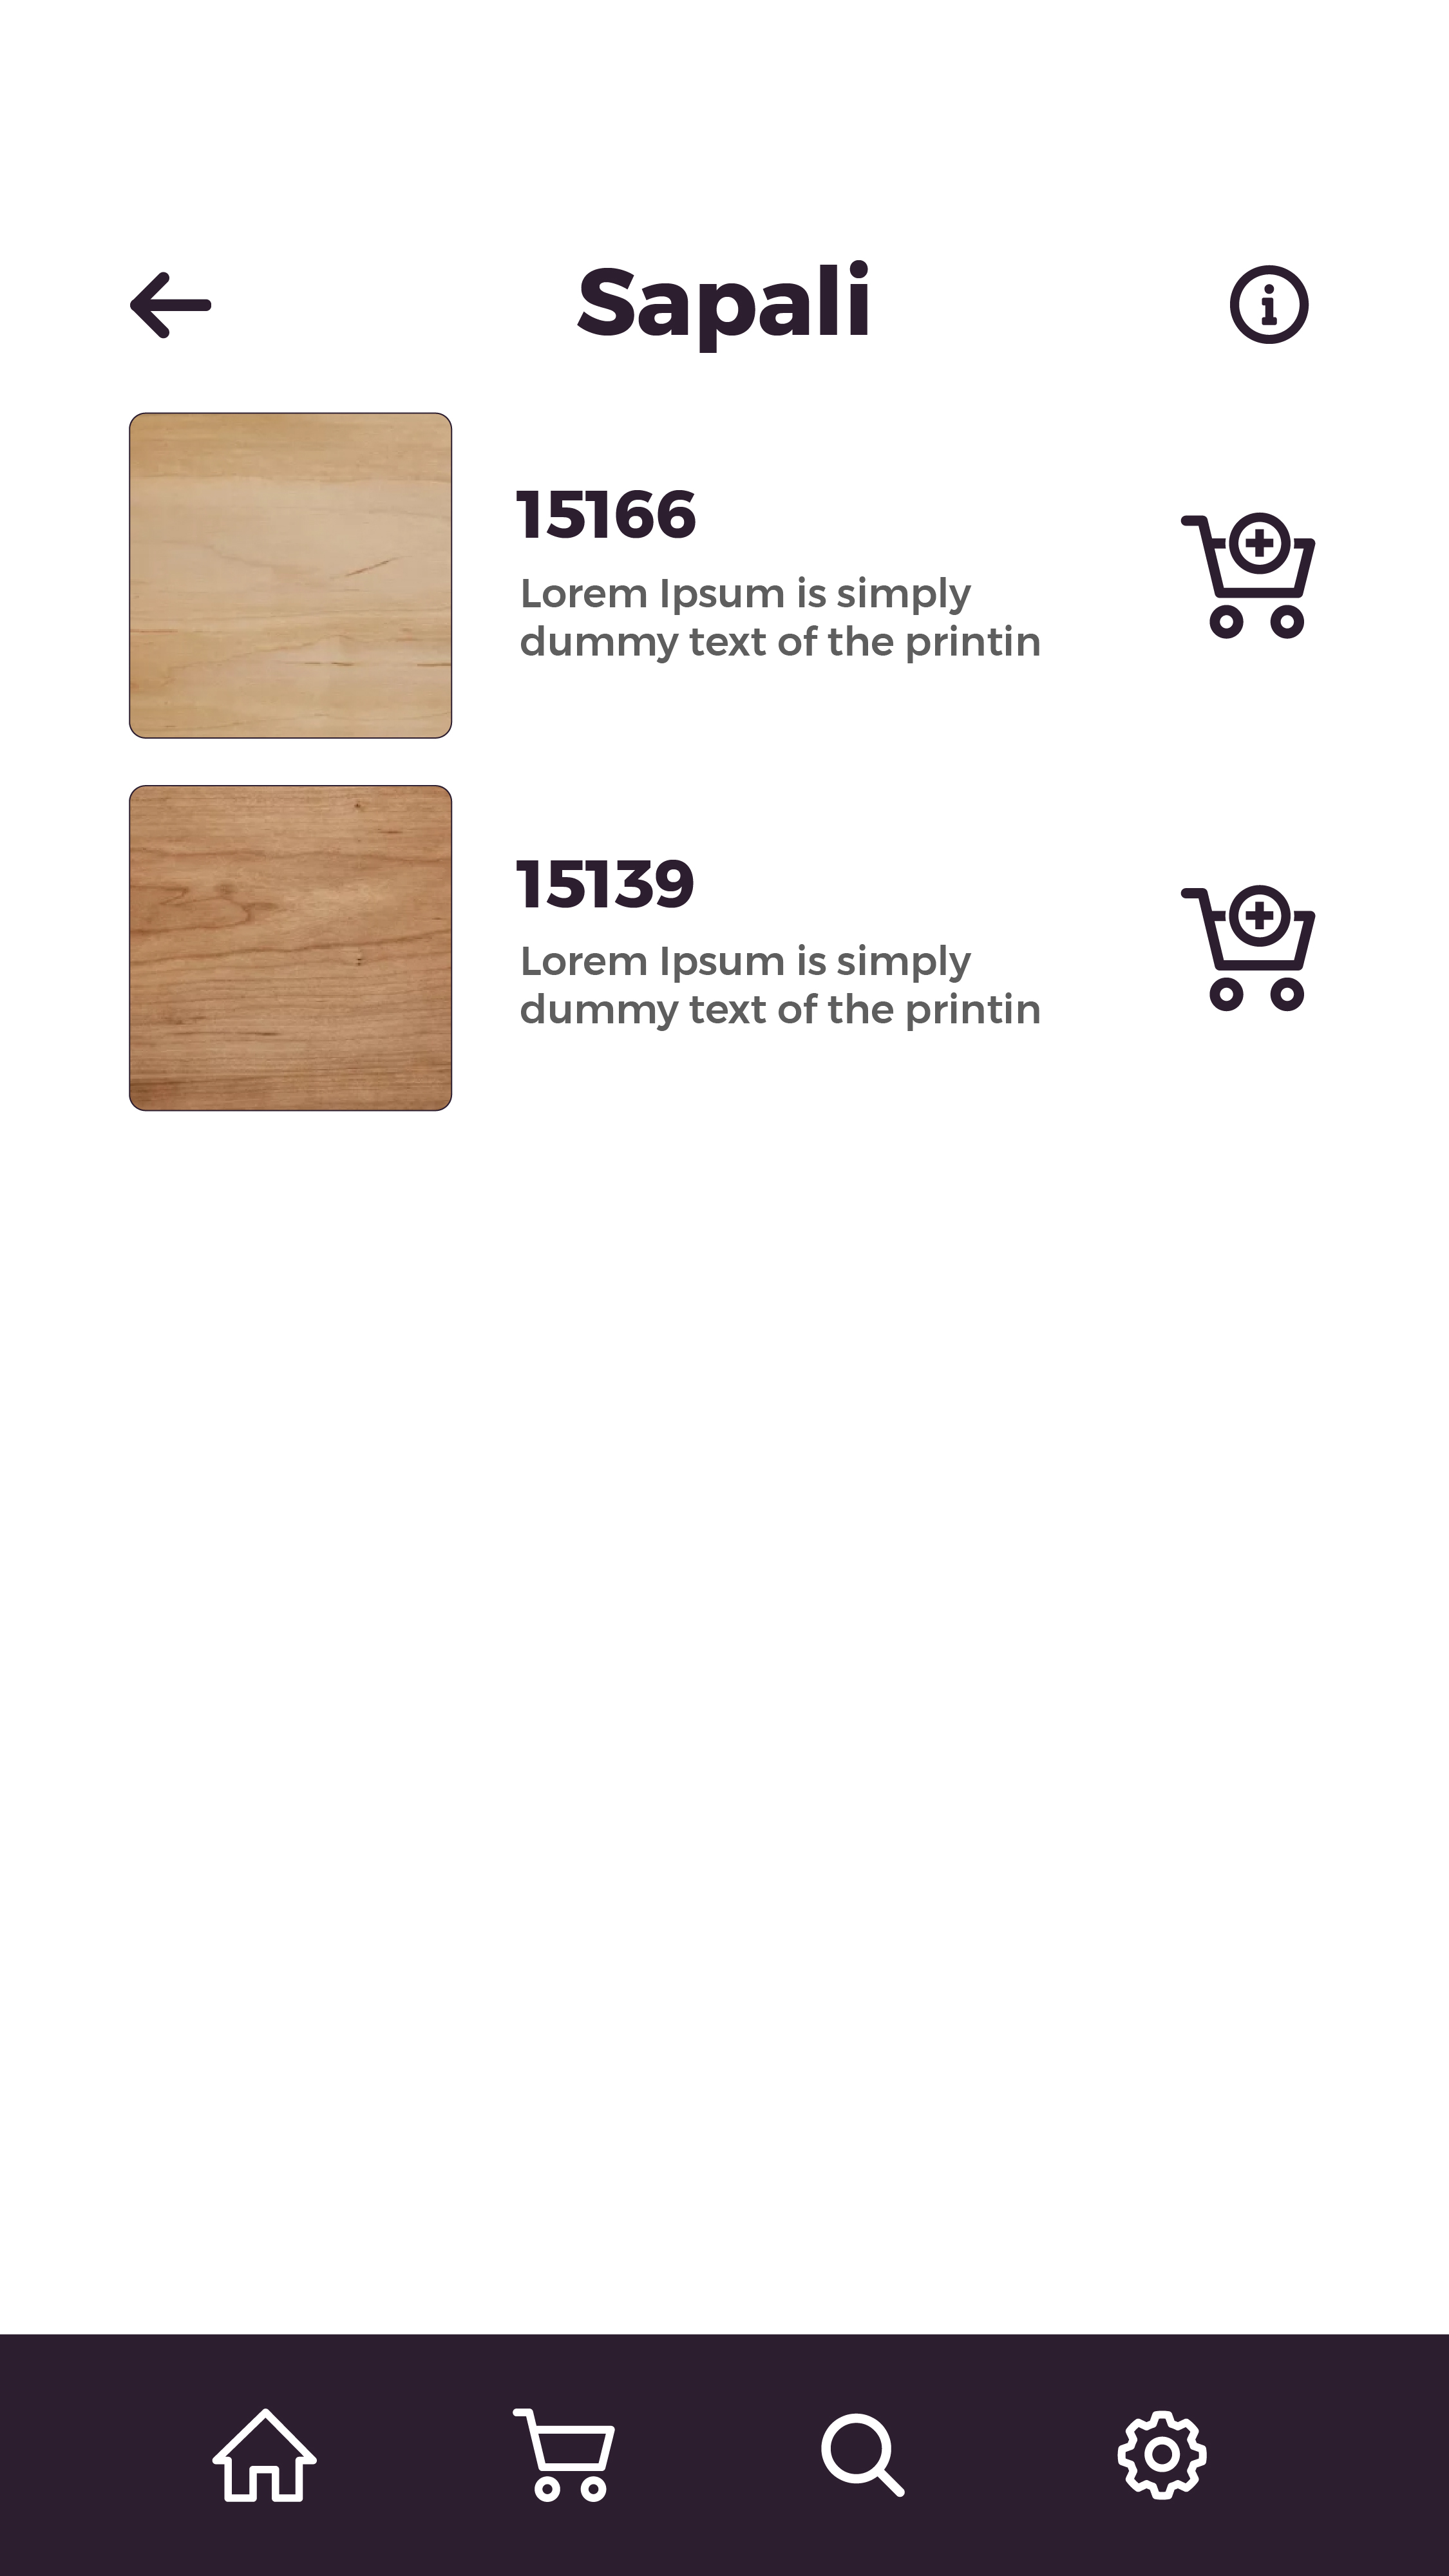 Sapali
15166
Lorem Ipsum is simply
dummy text of the printin
15139
Lorem Ipsum is simply
dummy text of the printin